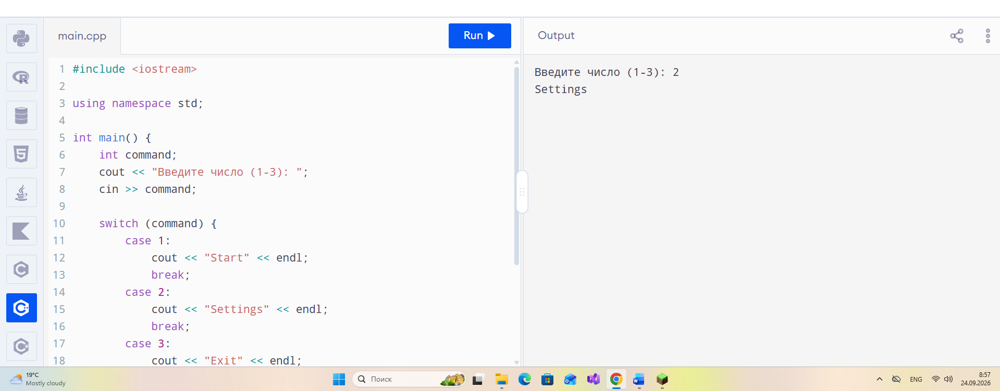 main.cpp
Run
Output
1 #include <iostream>
2
3 using namespace std;
4
5 int main() {
6     int command;
7     cout << "Введите число (1-3): ";
8     cin >> command;
9
10     switch (command) {
11         case 1:
12             cout << "Start" << endl;
13             break;
14         case 2:
15             cout << "Settings" << endl;
16             break;
17         case 3:
18             cout << "Exit" << endl;
Введите число (1-3): 2
Settings
19°C
Mostly cloudy
Поиск
ENG
8:57
24.09.2026